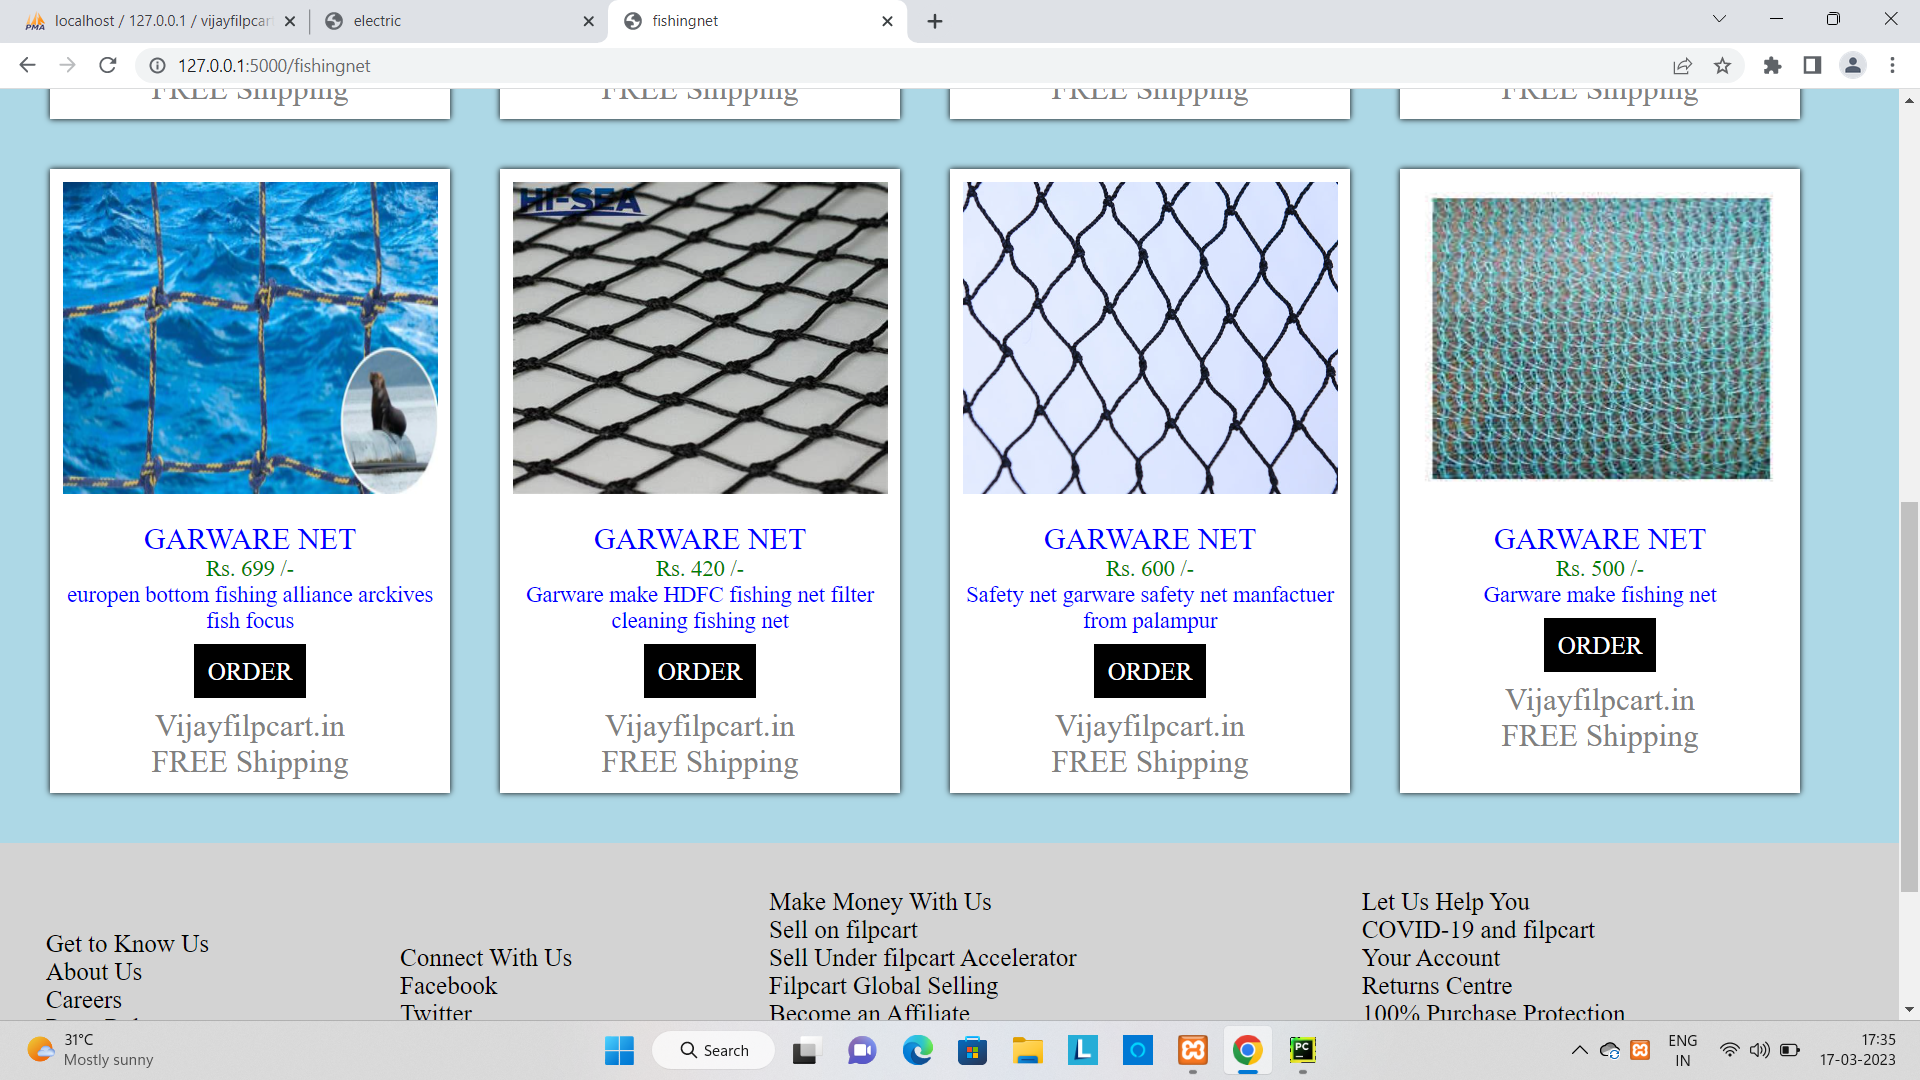 localhost / 127.0.0.1 / vijayfilpcar
electric
fishingnet
127.0.0.1:5000/fishingnet
FREE Shipping
FREE Shipping
FREE Shipping
FREE Shipping
HI-SEA
GARWARE NET
Rs. 699 /-
europen bottom fishing alliance arckives
fish focus
ORDER
Vijayfilpcart.in
FREE Shipping
GARWARE NET
Rs. 420 /-
Garware make HDFC fishing net filter
cleaning fishing net
ORDER
Vijayfilpcart.in
FREE Shipping
GARWARE NET
Rs. 600 /-
Safety net garware safety net manfactuer
from palampur
ORDER
Vijayfilpcart.in
FREE Shipping
GARWARE NET
Rs. 500 /-
Garware make fishing net
ORDER
Vijayfilpcart.in
FREE Shipping
Get to Know Us
About Us
Careers
Connect With Us
Facebook
Twitter
Make Money With Us
Sell on filpcart
Sell Under filpcart Accelerator
Filpcart Global Selling
Become an Affiliate
Let Us Help You
COVID-19 and filpcart
Your Account
Returns Centre
100% Purchase Protection
31°C
Mostly sunny
Search
ENG
IN
17:35
17-03-2023